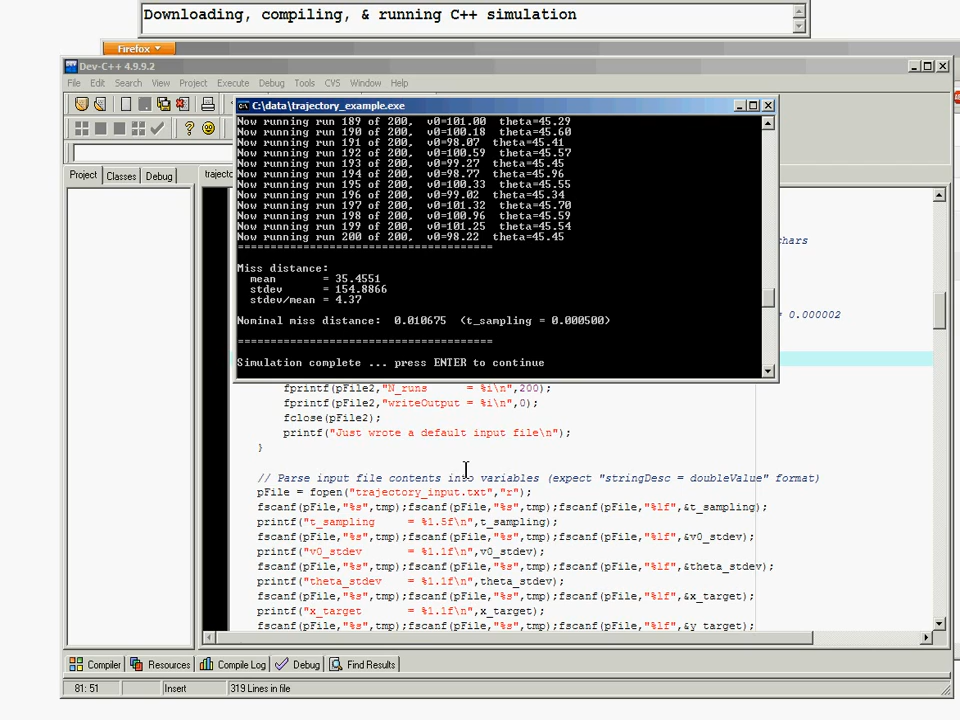 Downloading, compiling, & running C++ simulation
Firefox
Dev-C++ 4.9.9.2
File Edit Search View Project Execute Debug Tools CVS Window Help
C:\data\trajectory_example.exe
Now running run 189 of 200, v0=101.00 theta=45.29
Now running run 190 of 200, v0=100.18 theta=45.60
Now running run 191 of 200, v0=98.07 theta=45.41
Now running run 192 of 200, v0=100.59 theta=45.57
Now running run 193 of 200, v0=99.27 theta=45.45
Now running run 194 of 200, v0=98.77 theta=45.96
Now running run 195 of 200, v0=100.33 theta=45.55
Now running run 196 of 200, v0=99.02 theta=45.34
Now running run 197 of 200, v0=101.32 theta=45.70
Now running run 198 of 200, v0=100.96 theta=45.59
Now running run 199 of 200, v0=101.25 theta=45.54
Now running run 200 of 200, v0=98.22 theta=45.45
=======================================
Miss distance:
mean = 35.4551
stdev = 154.8866
stdev/mean = 4.37
Nominal miss distance: 0.010675 (t_sampling = 0.000500)
=======================================
Simulation complete ... press ENTER to continue
Project Classes Debug trajecto
chars
= 0.000002
fprintf(pFile2,"N_runs = %i\n",200);
fprintf(pFile2,"writeOutput = %i\n",0);
fclose(pFile2);
printf("Just wrote a default input file\n");
}
// Parse input file contents into variables (expect "stringDesc = doubleValue" format)
pFile = fopen("trajectory_input.txt","r");
fscanf(pFile,"%s",tmp);fscanf(pFile,"%s",tmp);fscanf(pFile,"%lf",&t_sampling);
printf("t_sampling = %1.5f\n",t_sampling);
fscanf(pFile,"%s",tmp);fscanf(pFile,"%s",tmp);fscanf(pFile,"%lf",&v0_stdev);
printf("v0_stdev = %1.1f\n",v0_stdev);
fscanf(pFile,"%s",tmp);fscanf(pFile,"%s",tmp);fscanf(pFile,"%lf",&theta_stdev);
printf("theta_stdev = %1.1f\n",theta_stdev);
fscanf(pFile,"%s",tmp);fscanf(pFile,"%s",tmp);fscanf(pFile,"%lf",&x_target);
printf("x_target = %1.1f\n",x_target);
fscanf(pFile,"%s",tmp);fscanf(pFile,"%s",tmp);fscanf(pFile,"%lf",&y_target);
Compiler Resources Compile Log Debug Find Results
81: 51 Insert 319 Lines in file